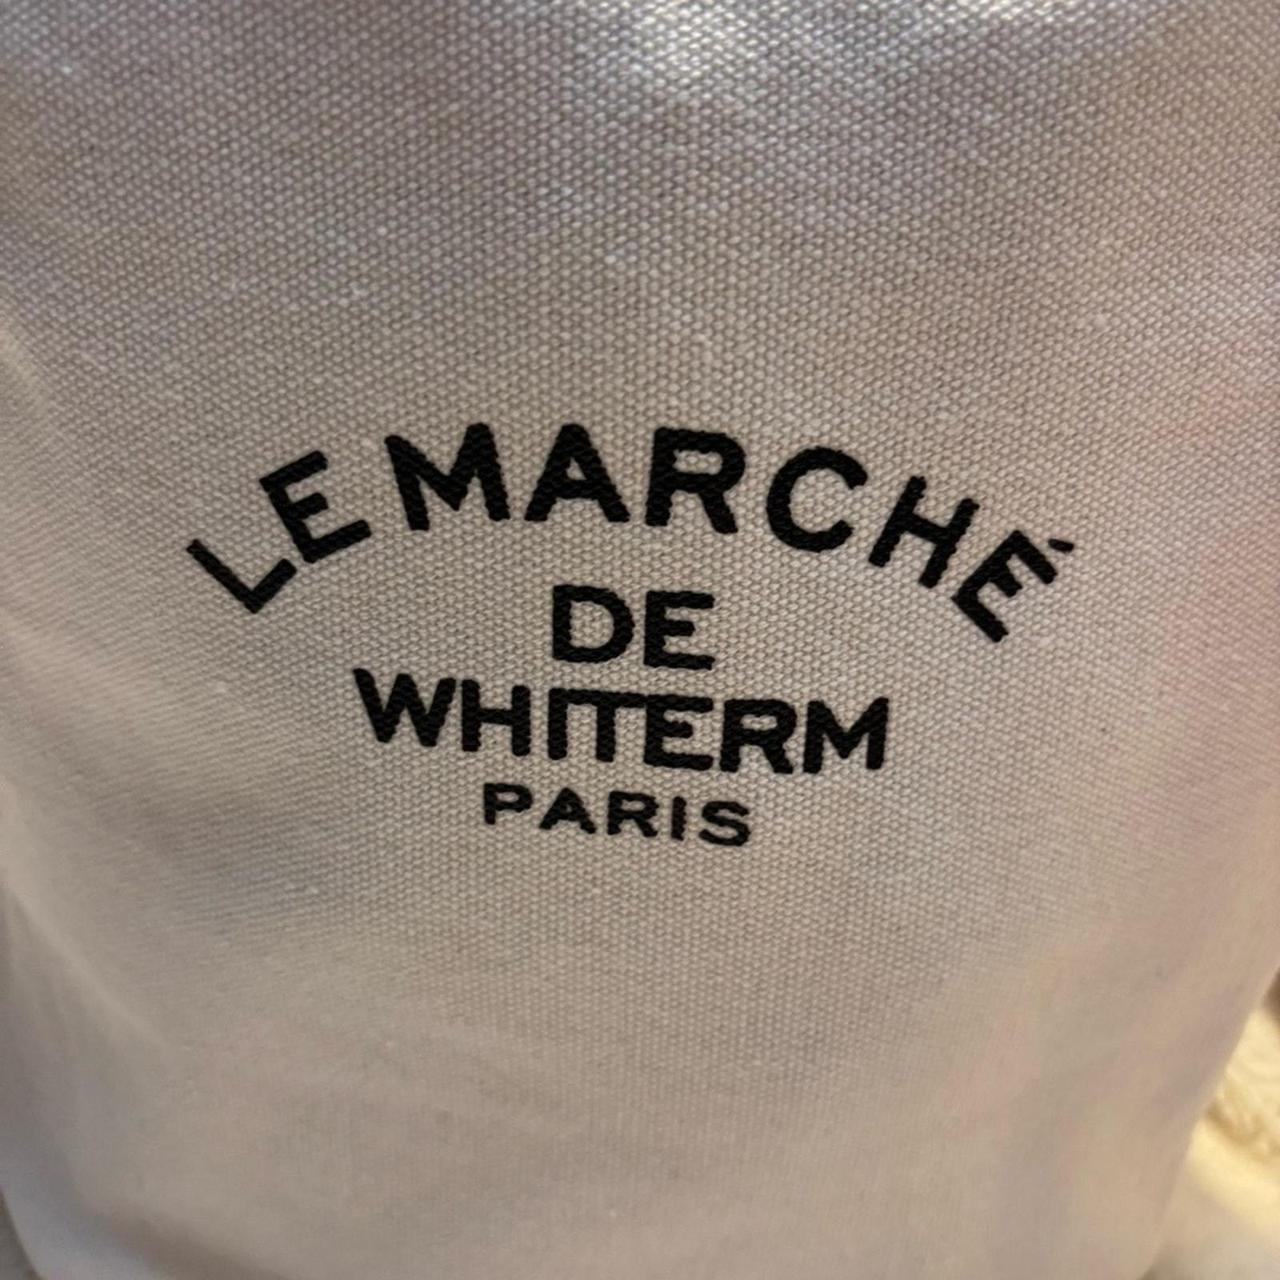 LE MARCHÉ
DE
WHITERM
PARIS